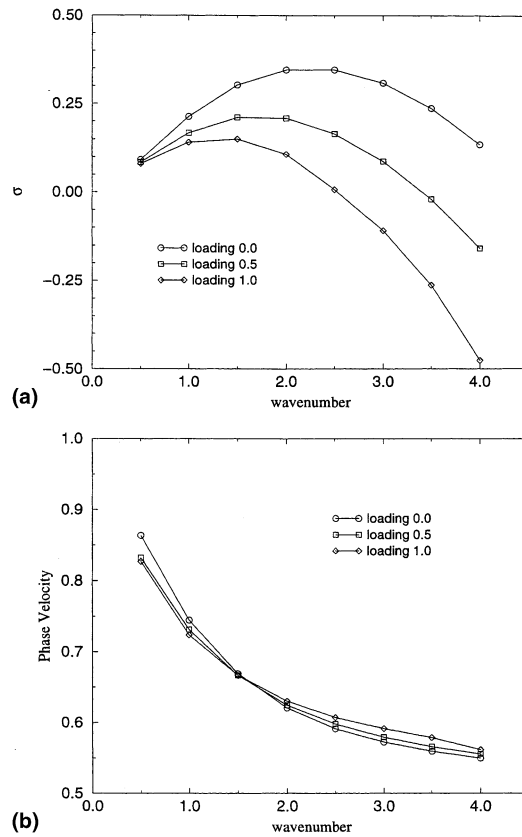 0.50
0.25
0.00
σ
−0.25
−0.50
loading 0.0
loading 0.5
loading 1.0
0.0 1.0 2.0 3.0 4.0
(a)
wavenumber
1.0
0.9
0.8
0.7
0.6
0.5
Phase Velocity
loading 0.0
loading 0.5
loading 1.0
0.0 1.0 2.0 3.0 4.0
(b)
wavenumber